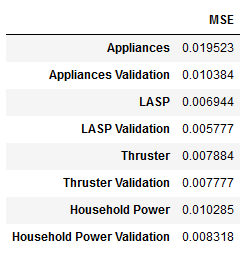 MSE
Appliances 0.019523
Appliances Validation 0.010384
LASP 0.006944
LASP Validation 0.005777
Thruster 0.007884
Thruster Validation 0.007777
Household Power 0.010285
Household Power Validation 0.008318